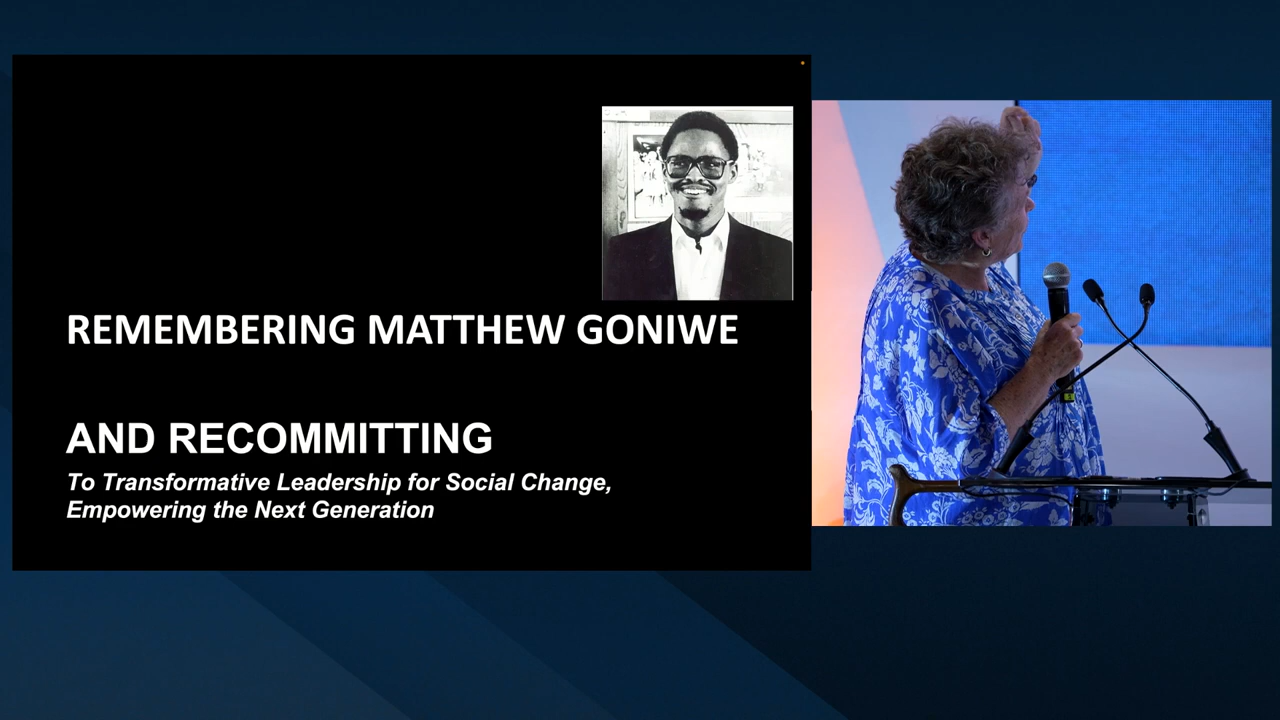 REMEMBERING MATTHEW GONIWE
AND RECOMMITTING
To Transformative Leadership for Social Change,
Empowering the Next Generation